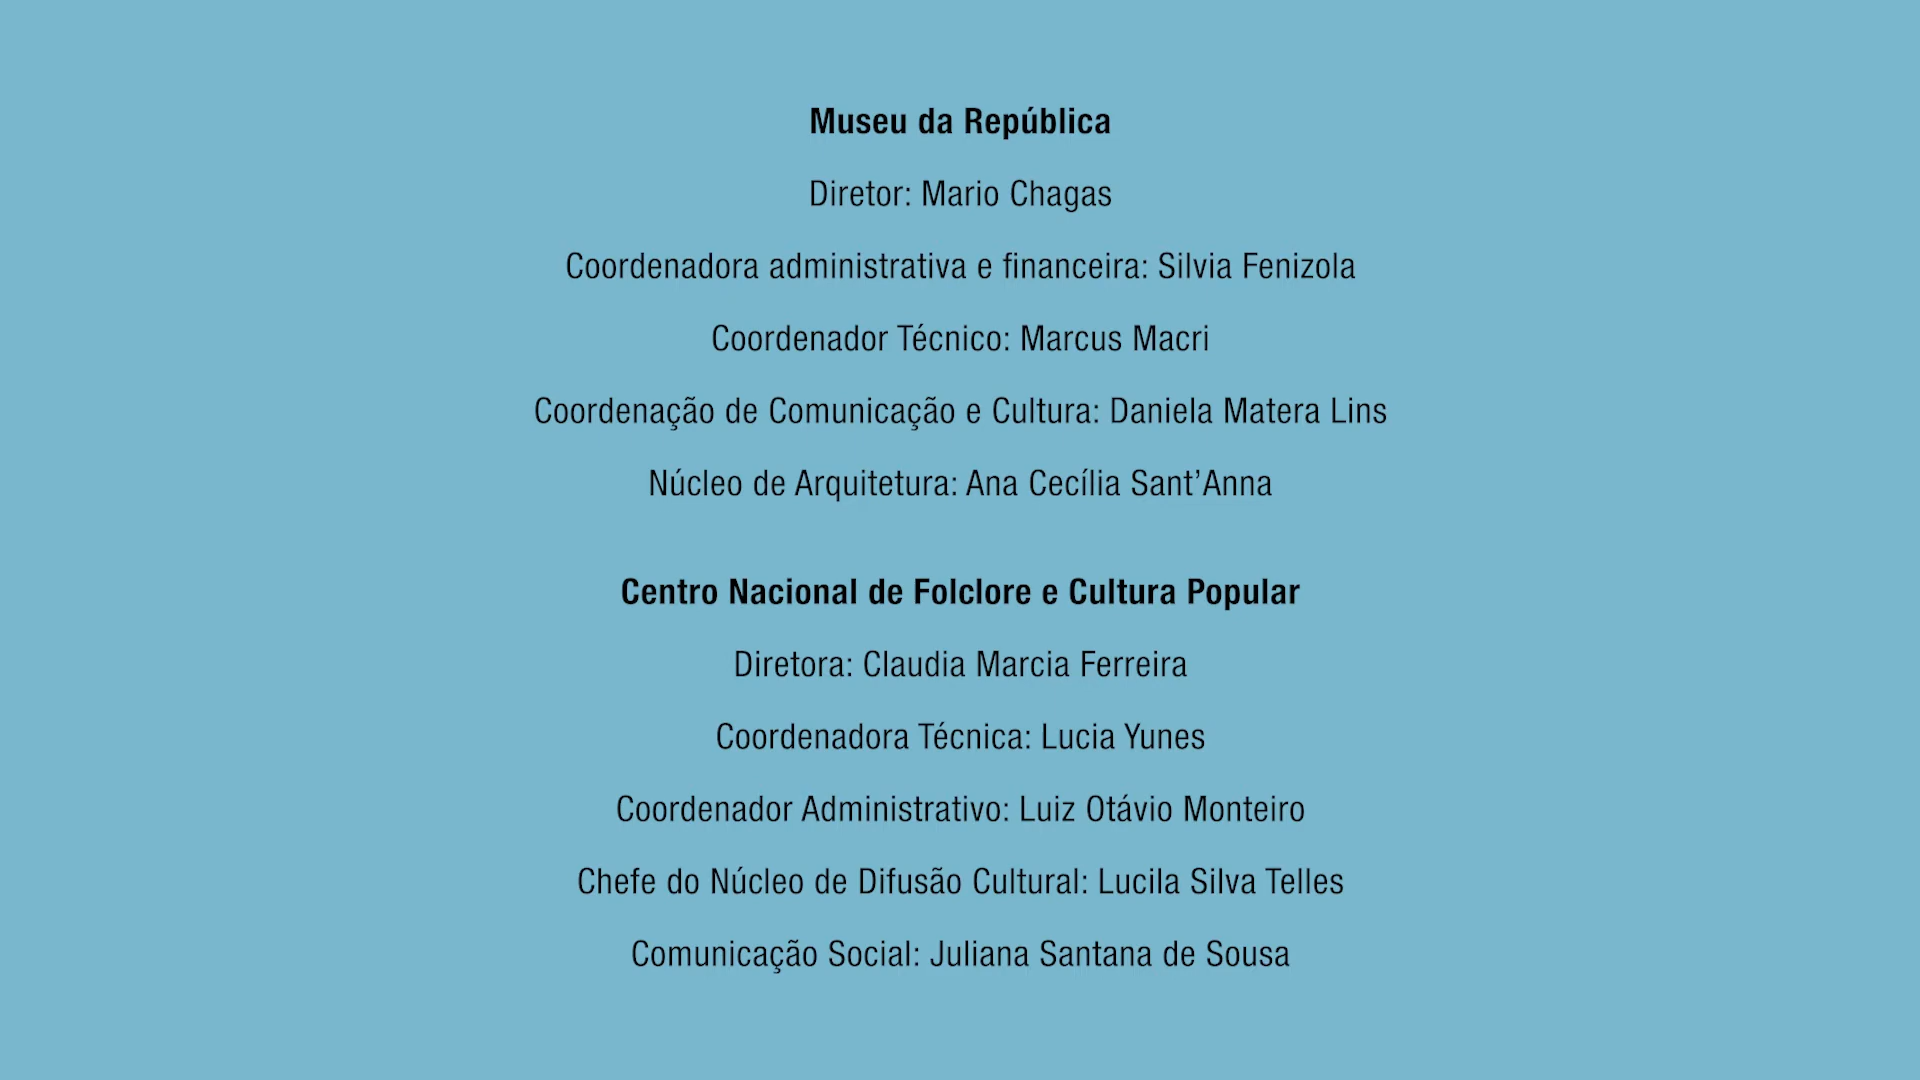 Museu da República
Diretor: Mario Chagas
Coordenadora administrativa e financeira: Silvia Fenizola
Coordenador Técnico: Marcus Macri
Coordenação de Comunicação e Cultura: Daniela Matera Lins
Núcleo de Arquitetura: Ana Cecília Sant’Anna
Centro Nacional de Folclore e Cultura Popular
Diretora: Claudia Marcia Ferreira
Coordenadora Técnica: Lucia Yunes
Coordenador Administrativo: Luiz Otávio Monteiro
Chefe do Núcleo de Difusão Cultural: Lucila Silva Telles
Comunicação Social: Juliana Santana de Sousa